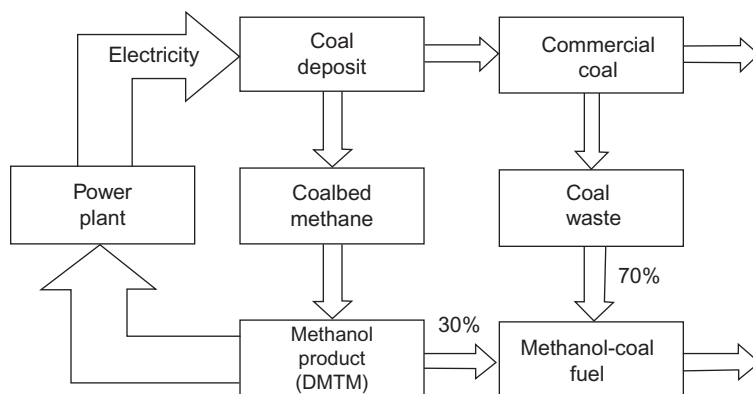 Electricity
Coal
deposit
Commercial
coal
Power
plant
Coalbed
methane
Coal
waste
70%
Methanol
product
(DMTM)
30%
Methanol-coal
fuel